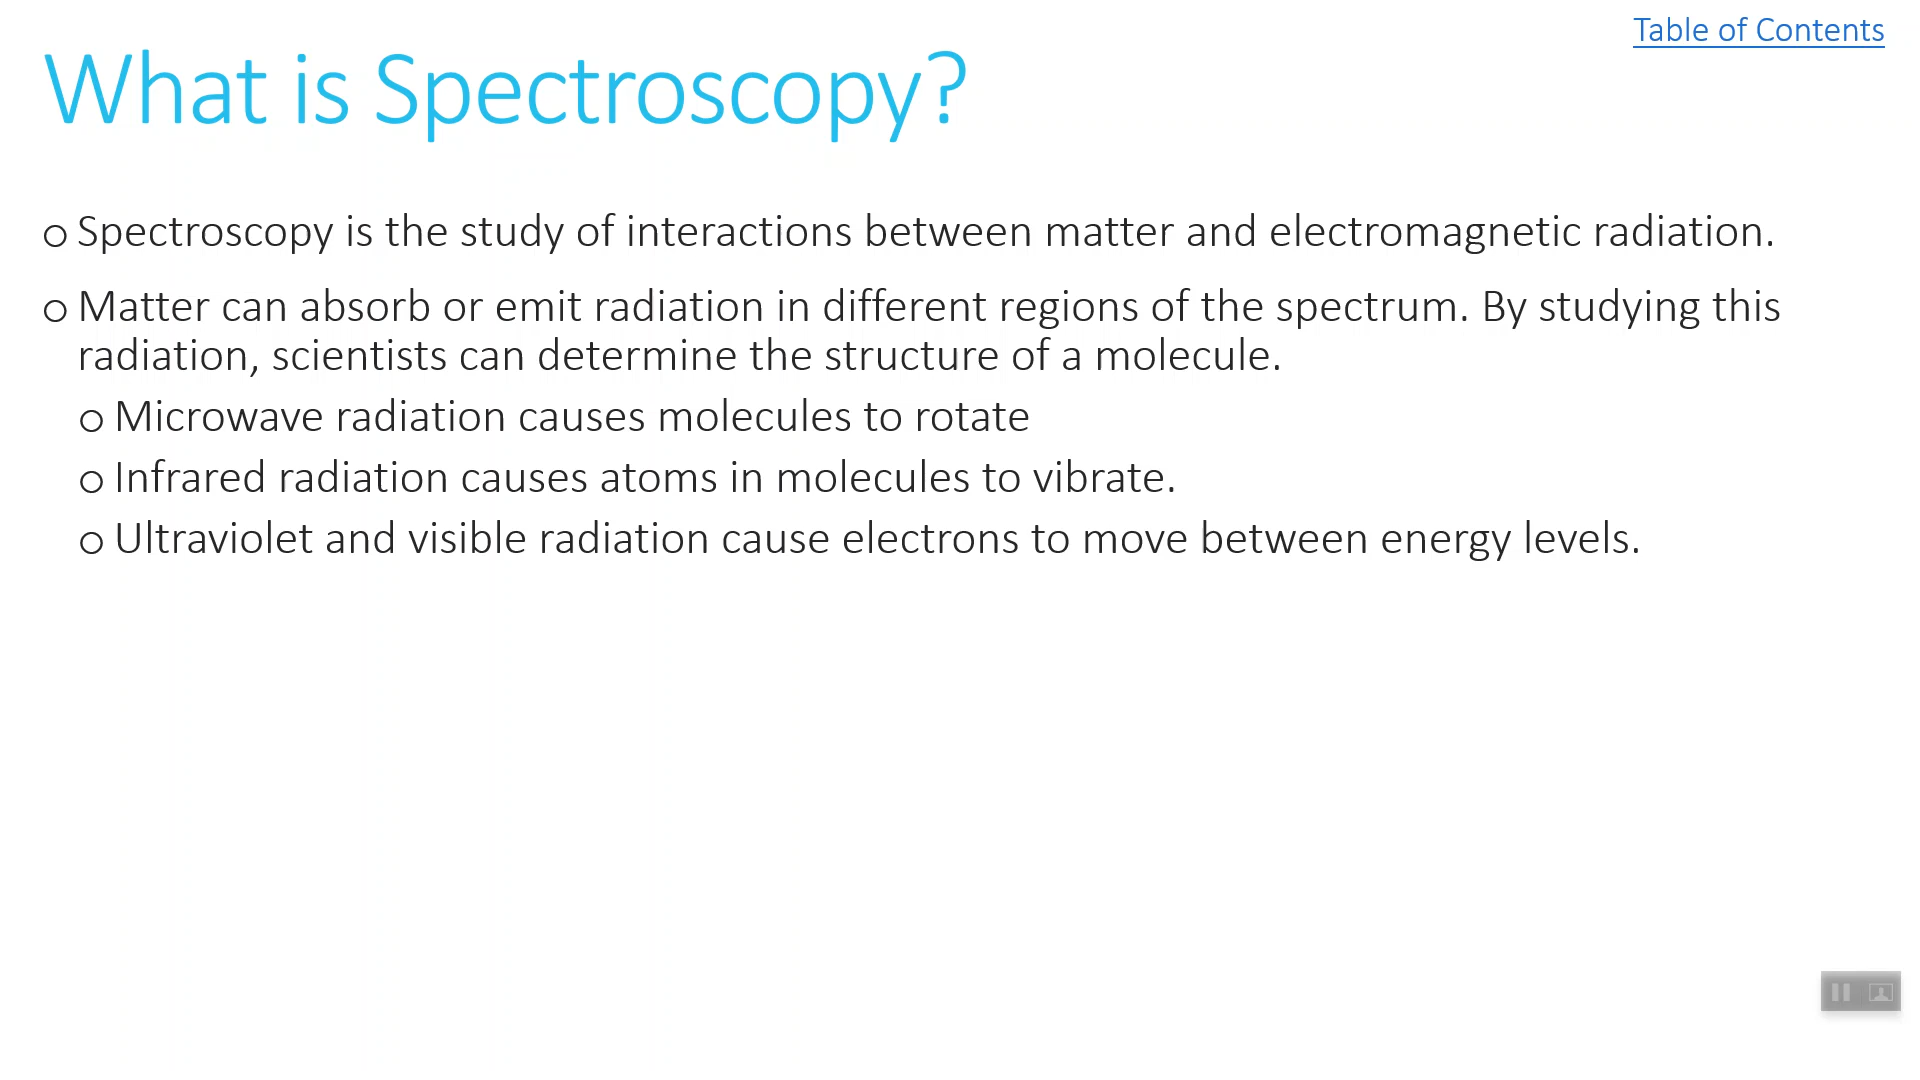 Table of Contents
What is Spectroscopy?
o Spectroscopy is the study of interactions between matter and electromagnetic radiation.
o Matter can absorb or emit radiation in different regions of the spectrum. By studying this
radiation, scientists can determine the structure of a molecule.
o Microwave radiation causes molecules to rotate
o Infrared radiation causes atoms in molecules to vibrate.
o Ultraviolet and visible radiation cause electrons to move between energy levels.